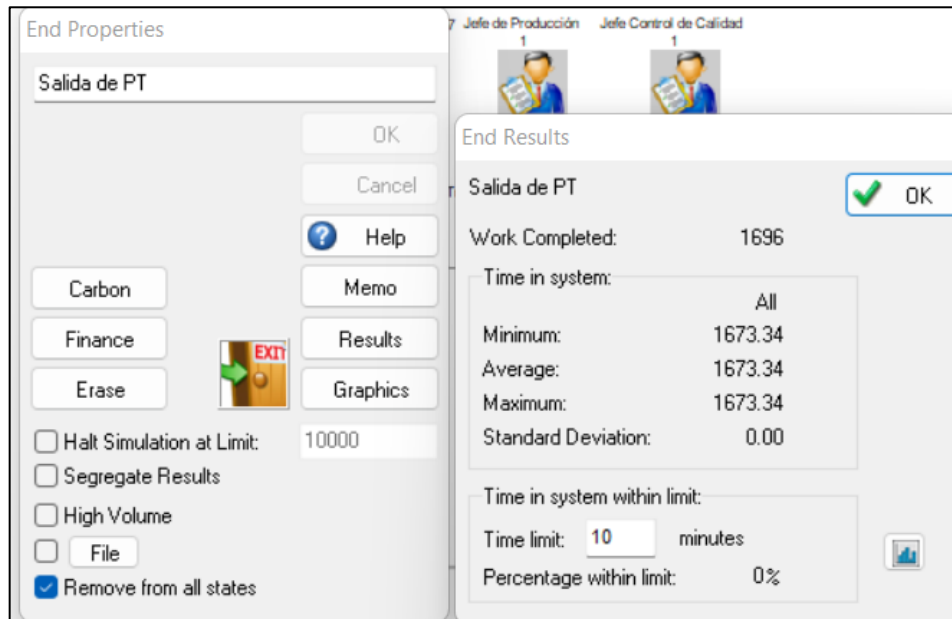 End Properties
Salida de PT
OK
Cancel
Help
Memo
Results
Graphics
Carbon
Finance
Erase
EXIT
Halt Simulation at Limit: 10000
Segregate Results
High Volume
File
Remove from all states
7 Jefe de Producción Jefe Control de Calidad
1 1
End Results
Salida de PT
OK
Work Completed: 1696
Time in system:
All
Minimum: 1673.34
Average: 1673.34
Maximum: 1673.34
Standard Deviation: 0.00
Time in system within limit:
Time limit: 10 minutes
Percentage within limit: 0%